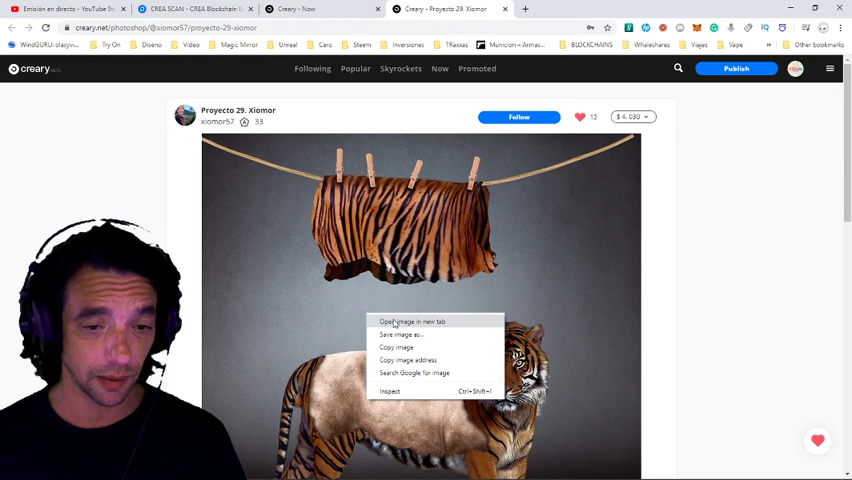 Emisión en directo - YouTube St
CREA SCAN - CREA Blockchain E
Creary - Now
Creary - Proyecto 29. Xiomor
creary.net/photoshop/@xiomor57/proyecto-29-xiomor
WindGURU: olasyvi
Try On
Diseno
Video
Magic Mirror
Unreal
Caro
Steem
Inversiones
TRaxxas
Municion – Armas
BLOCKCHAINS
Whaleshares
Viajes
Vape
»
Other bookmarks
creary
Following
Popular
Skyrockets
Now
Promoted
Publish
Proyecto 29. Xiomor
xiomor57
33
Follow
12
$ 4.030
Open image in new tab
Save image as...
Copy image
Copy image address
Search Google for image
Inspect
Ctrl+Shift+I